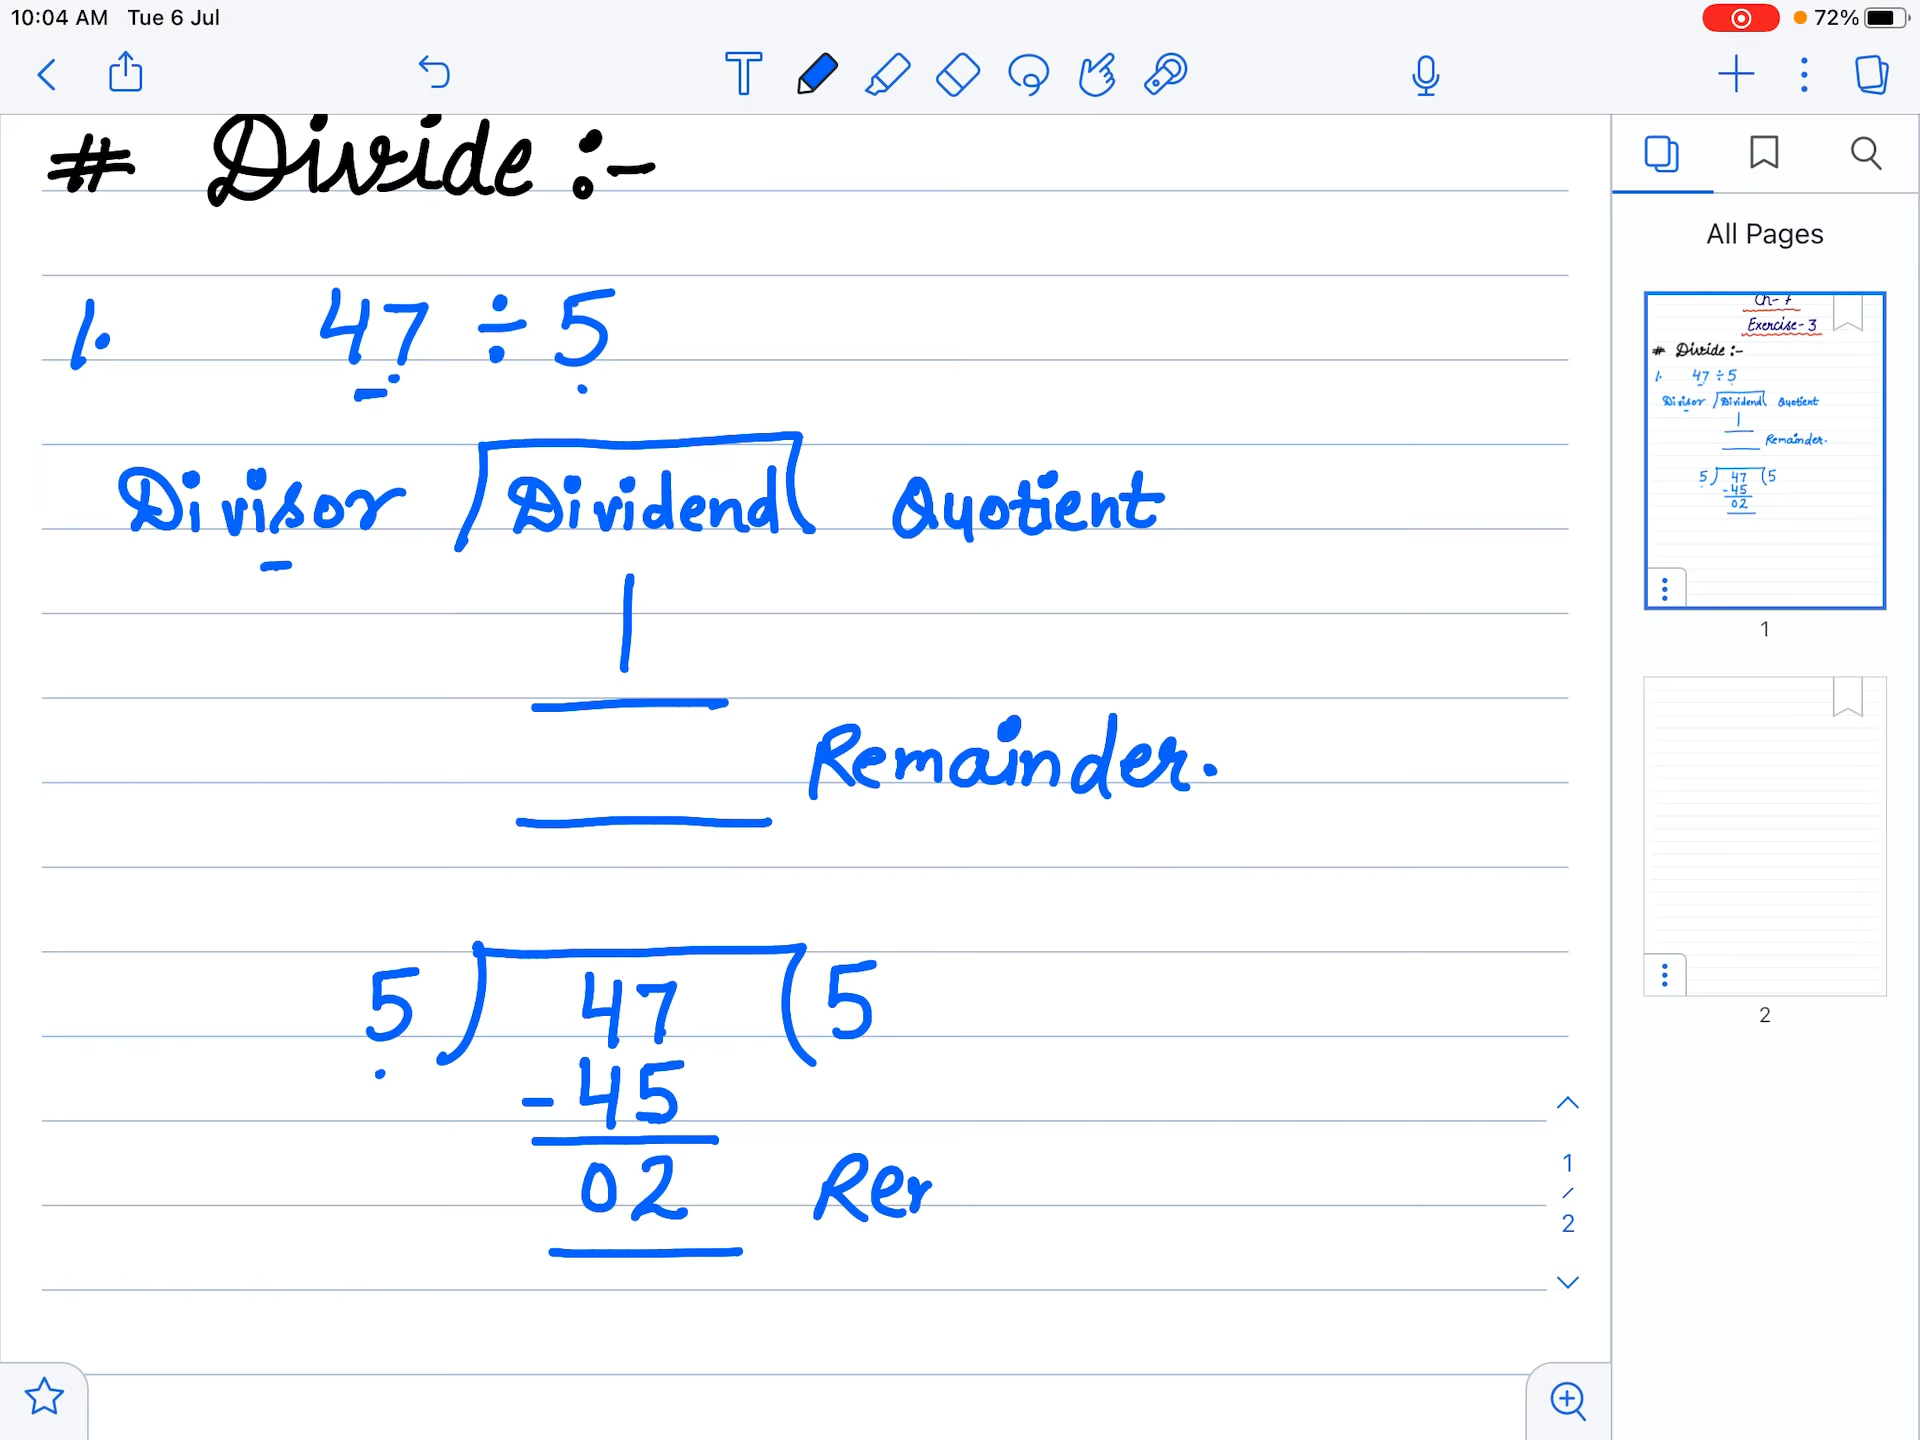 10:04 AM Tue 6 Jul 72%
# Divide :-
1. 47 ÷ 5
Divisor Dividend Quotient
Remainder.
5 ) 47 ( 5
- 45
02 Rer
1
/
2
All Pages
Ch- 7
Exercise- 3
# Divide :-
1. 47 ÷ 5
Divisor Dividend Quotient
Remainder.
5 ) 47 ( 5
- 45
02
1
2